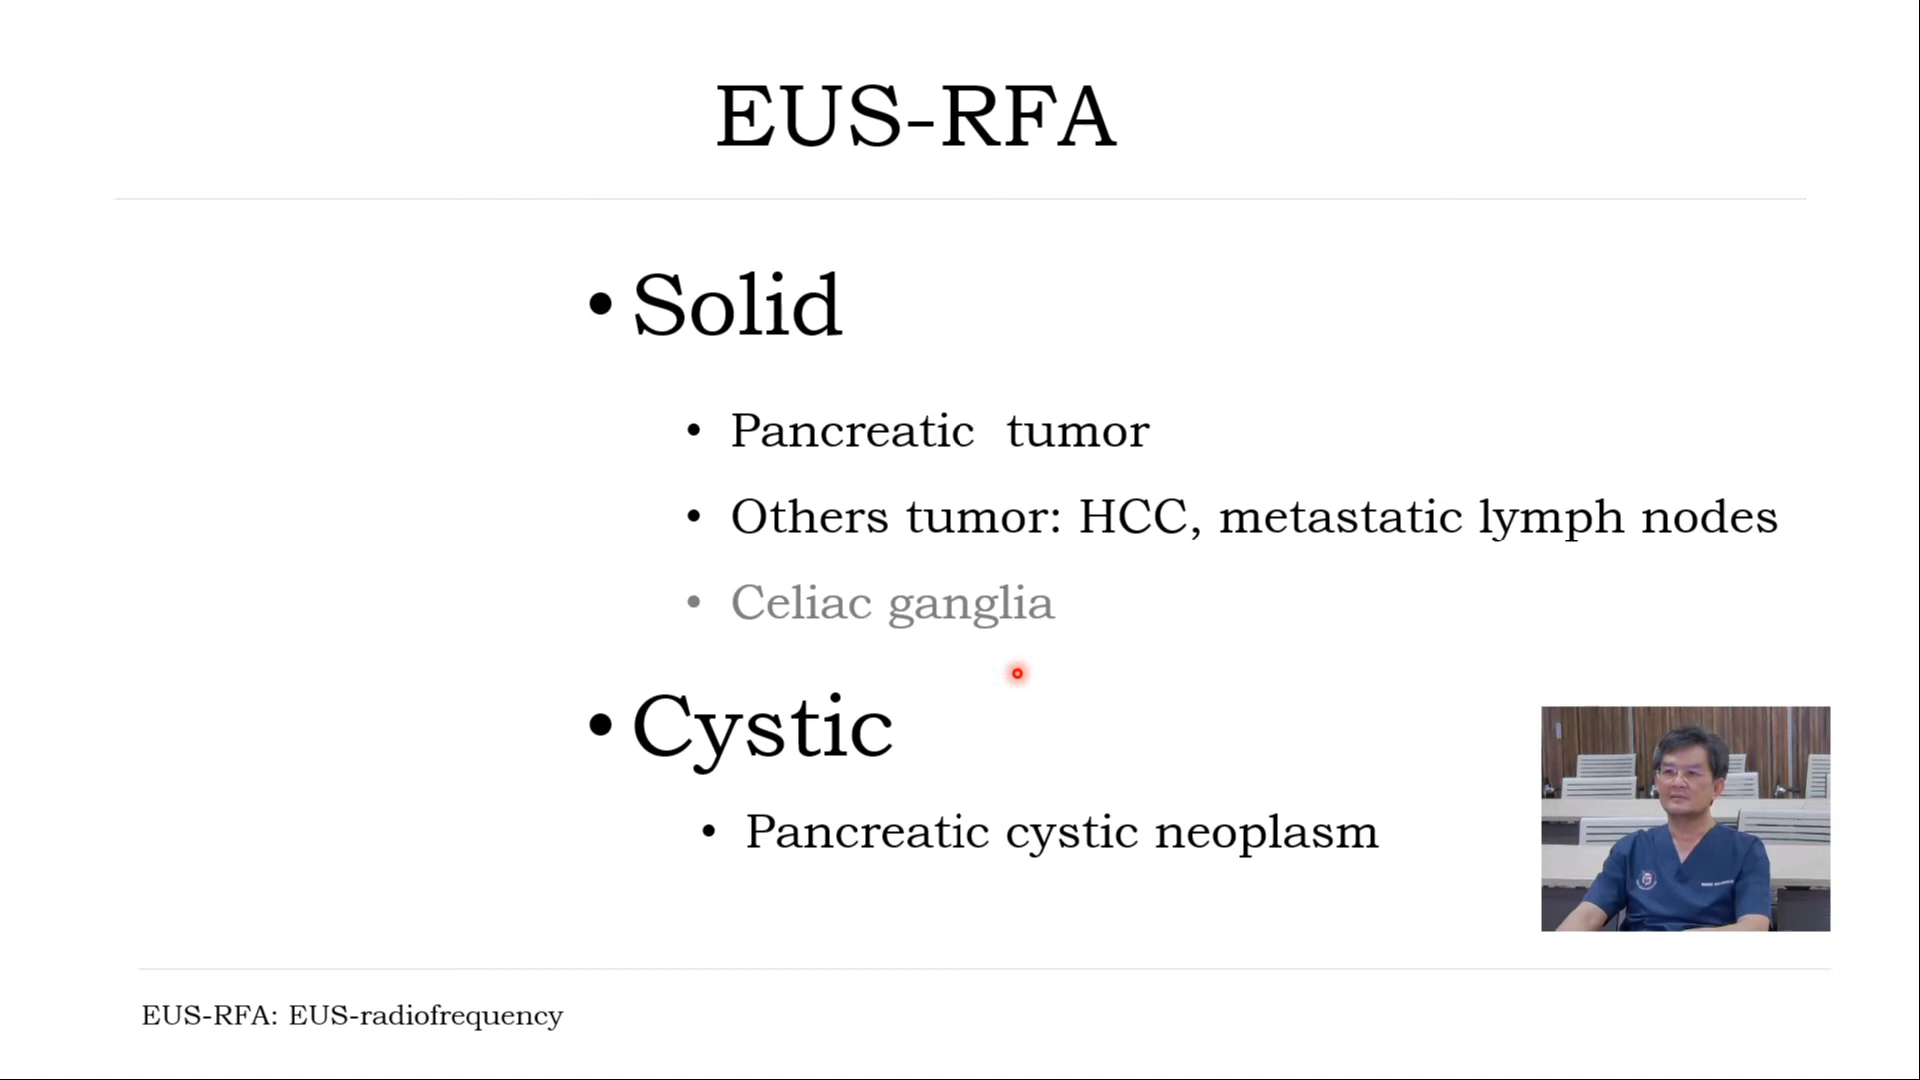 EUS-RFA
• Solid
• Pancreatic tumor
• Others tumor: HCC, metastatic lymph nodes
• Celiac ganglia
• Cystic
• Pancreatic cystic neoplasm
EUS-RFA: EUS-radiofrequency